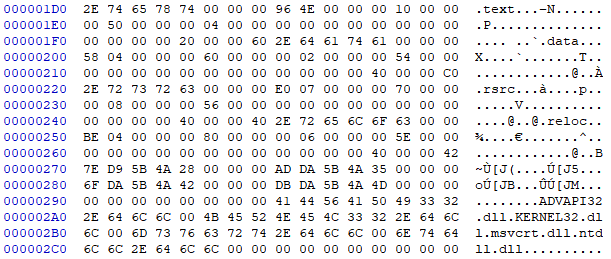 000001D0 2E 74 65 78 74 00 00 00 96 4E 00 00 00 10 00 00 .text...–N......
000001E0 00 50 00 00 00 04 00 00 00 00 00 00 00 00 00 00 .P..............
000001F0 00 00 00 00 20 00 00 60 2E 64 61 74 61 00 00 00 .... ..`.data...
00000200 58 04 00 00 00 60 00 00 00 02 00 00 00 54 00 00 X....`.......T..
00000210 00 00 00 00 00 00 00 00 00 00 00 00 40 00 00 C0 ............@..À
00000220 2E 72 73 72 63 00 00 00 E0 07 00 00 00 70 00 00 .rsrc...à....p..
00000230 00 08 00 00 00 56 00 00 00 00 00 00 00 00 00 00 .....V..........
00000240 00 00 00 00 40 00 00 40 2E 72 65 6C 6F 63 00 00 ....@..@.reloc..
00000250 BE 04 00 00 00 80 00 00 00 06 00 00 00 5E 00 00 ¾....€.......^..
00000260 00 00 00 00 00 00 00 00 00 00 00 00 40 00 00 42 ............@..B
00000270 7E D9 5B 4A 28 00 00 00 AD DA 5B 4A 35 00 00 00 ~Ù[J(....Ú[J5...
00000280 6F DA 5B 4A 42 00 00 00 DB DA 5B 4A 4D 00 00 00 oÚ[JB...ÛÚ[JM...
00000290 00 00 00 00 00 00 00 00 41 44 56 41 50 49 33 32 ........ADVAPI32
000002A0 2E 64 6C 6C 00 4B 45 52 4E 45 4C 33 32 2E 64 6C .dll.KERNEL32.dl
000002B0 6C 00 6D 73 76 63 72 74 2E 64 6C 6C 00 6E 74 64 l.msvcrt.dll.ntd
000002C0 6C 6C 2E 64 6C 6C 00 00 00 00 00 00 00 00 00 00 ll.dll..........